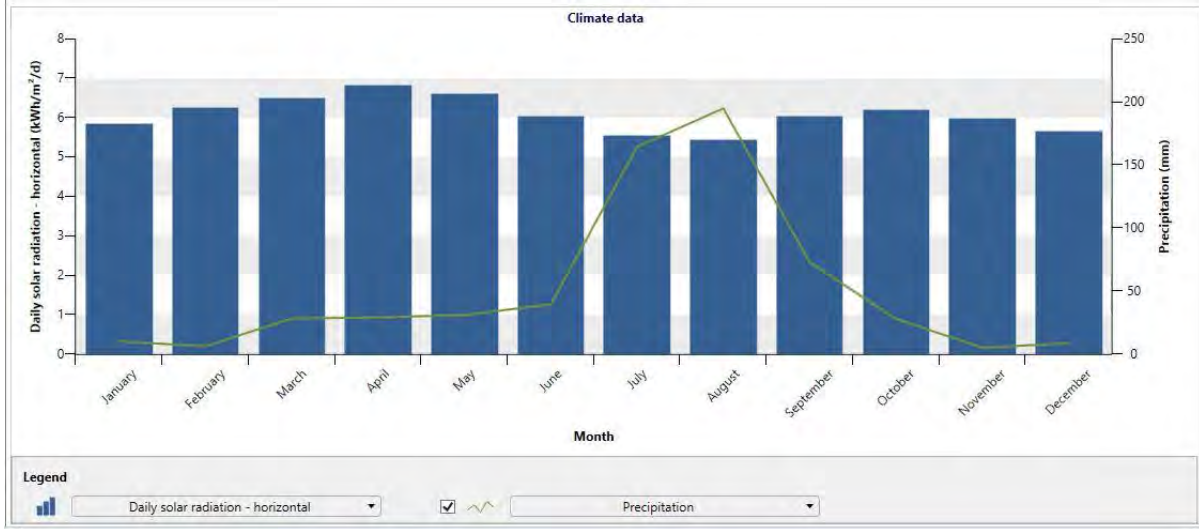 Climate data
Daily solar radiation - horizontal (kWh/m²/d)
8
7
6
5
4
3
2
1
0
250
200
150
100
50
0
Precipitation (mm)
January
February
March
April
May
June
July
August
September
October
November
December
Month
Legend
Daily solar radiation - horizontal
Precipitation